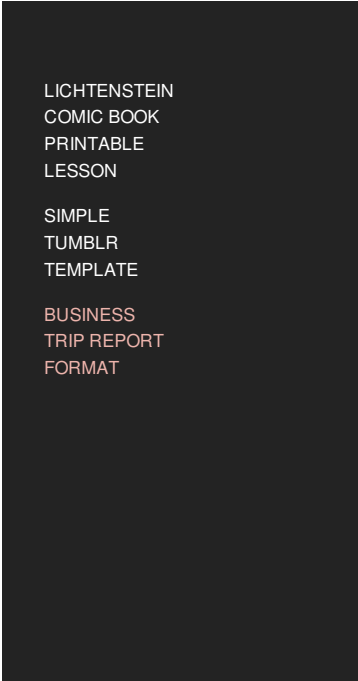 LICHTENSTEIN
COMIC BOOK
PRINTABLE
LESSON
SIMPLE
TUMBLR
TEMPLATE
BUSINESS
TRIP REPORT
FORMAT